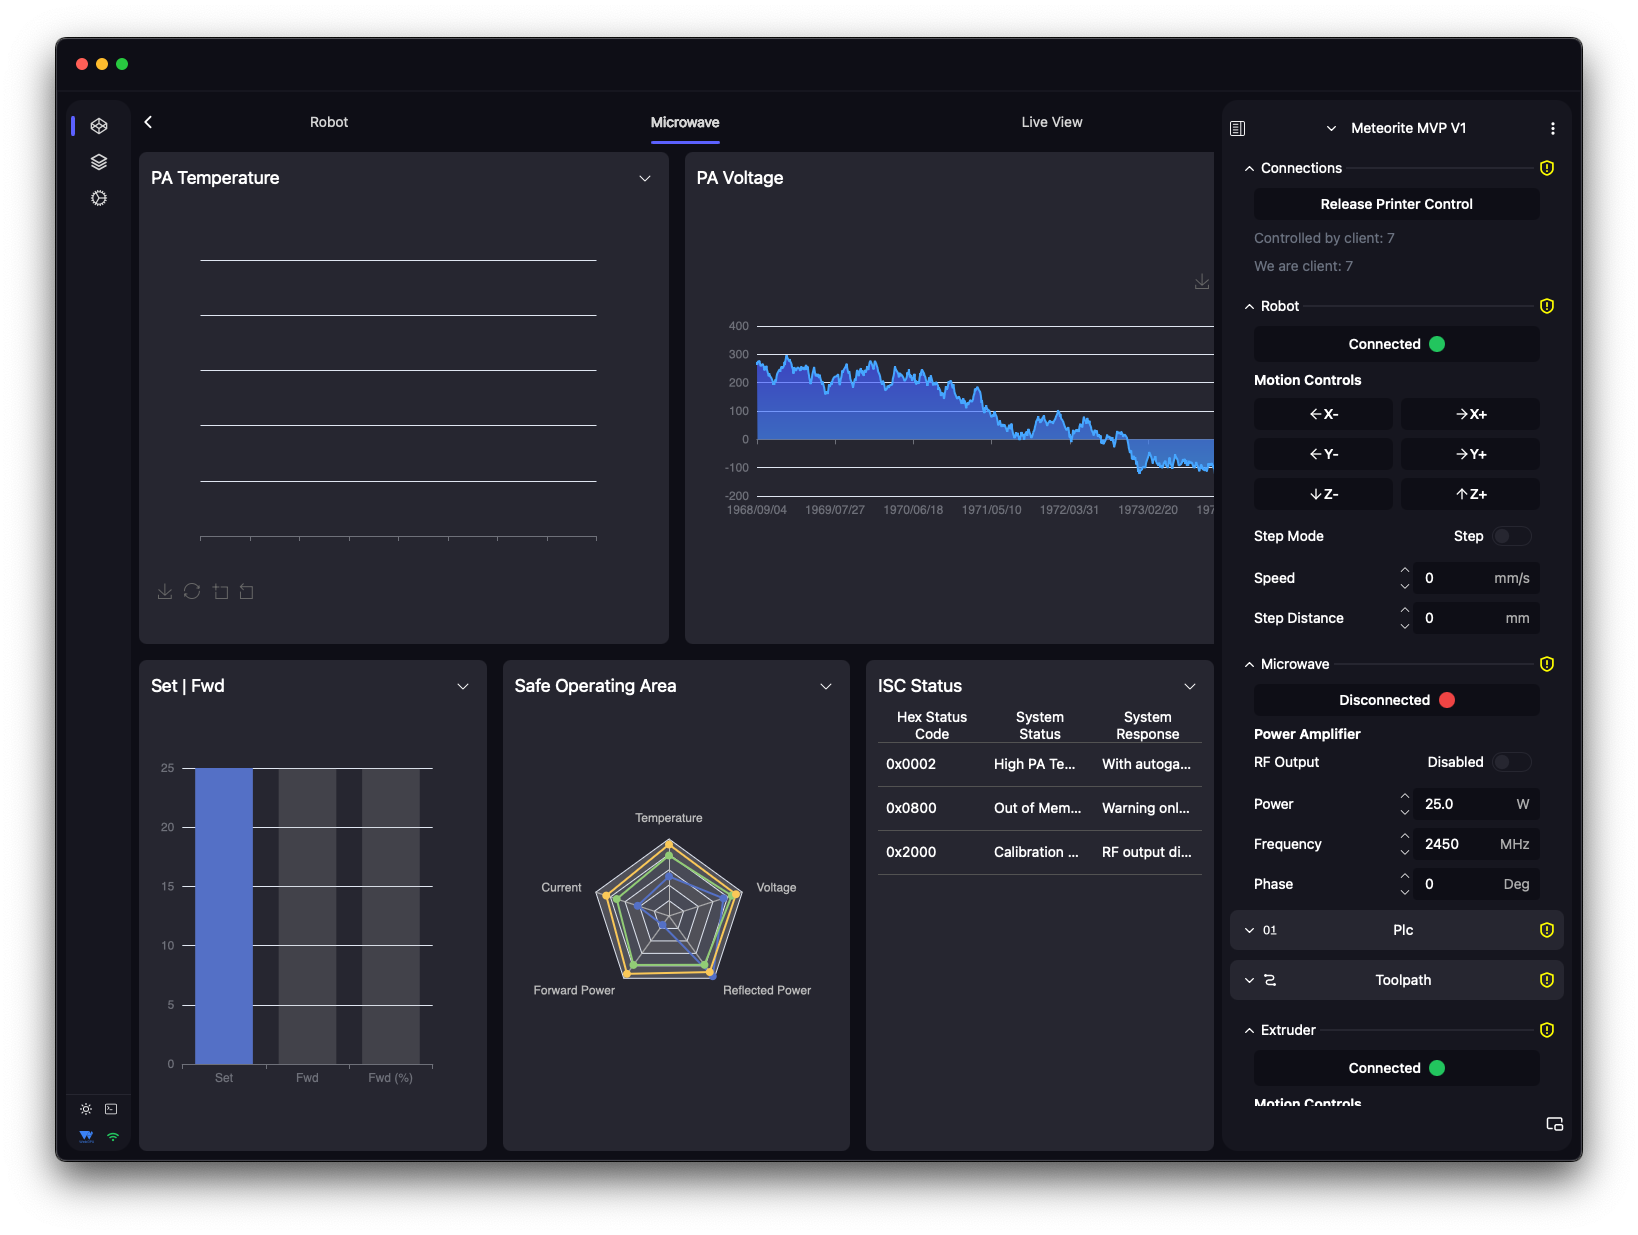 Robot
Microwave
Live View
PA Temperature
PA Voltage
400
300
200
100
0
-100
-200
1968/09/04 1969/07/27 1970/06/18 1971/05/10 1972/03/31 1973/02/20 197
Set | Fwd
25
20
15
10
5
0
Set Fwd Fwd (%)
Safe Operating Area
Temperature
Current
Voltage
Forward Power
Reflected Power
ISC Status
Hex Status Code System Status System Response
0x0002 High PA Te... With autoga...
0x0800 Out of Mem... Warning onl...
0x2000 Calibration ... RF output di...
Meteorite MVP V1
Connections
Release Printer Control
Controlled by client: 7
We are client: 7
Robot
Connected
Motion Controls
X- X+
Y- Y+
Z- Z+
Step Mode Step
Speed 0 mm/s
Step Distance 0 mm
Microwave
Disconnected
Power Amplifier
RF Output Disabled
Power 25.0 W
Frequency 2450 MHz
Phase 0 Deg
01 Plc
Toolpath
Extruder
Connected
Motion Controls